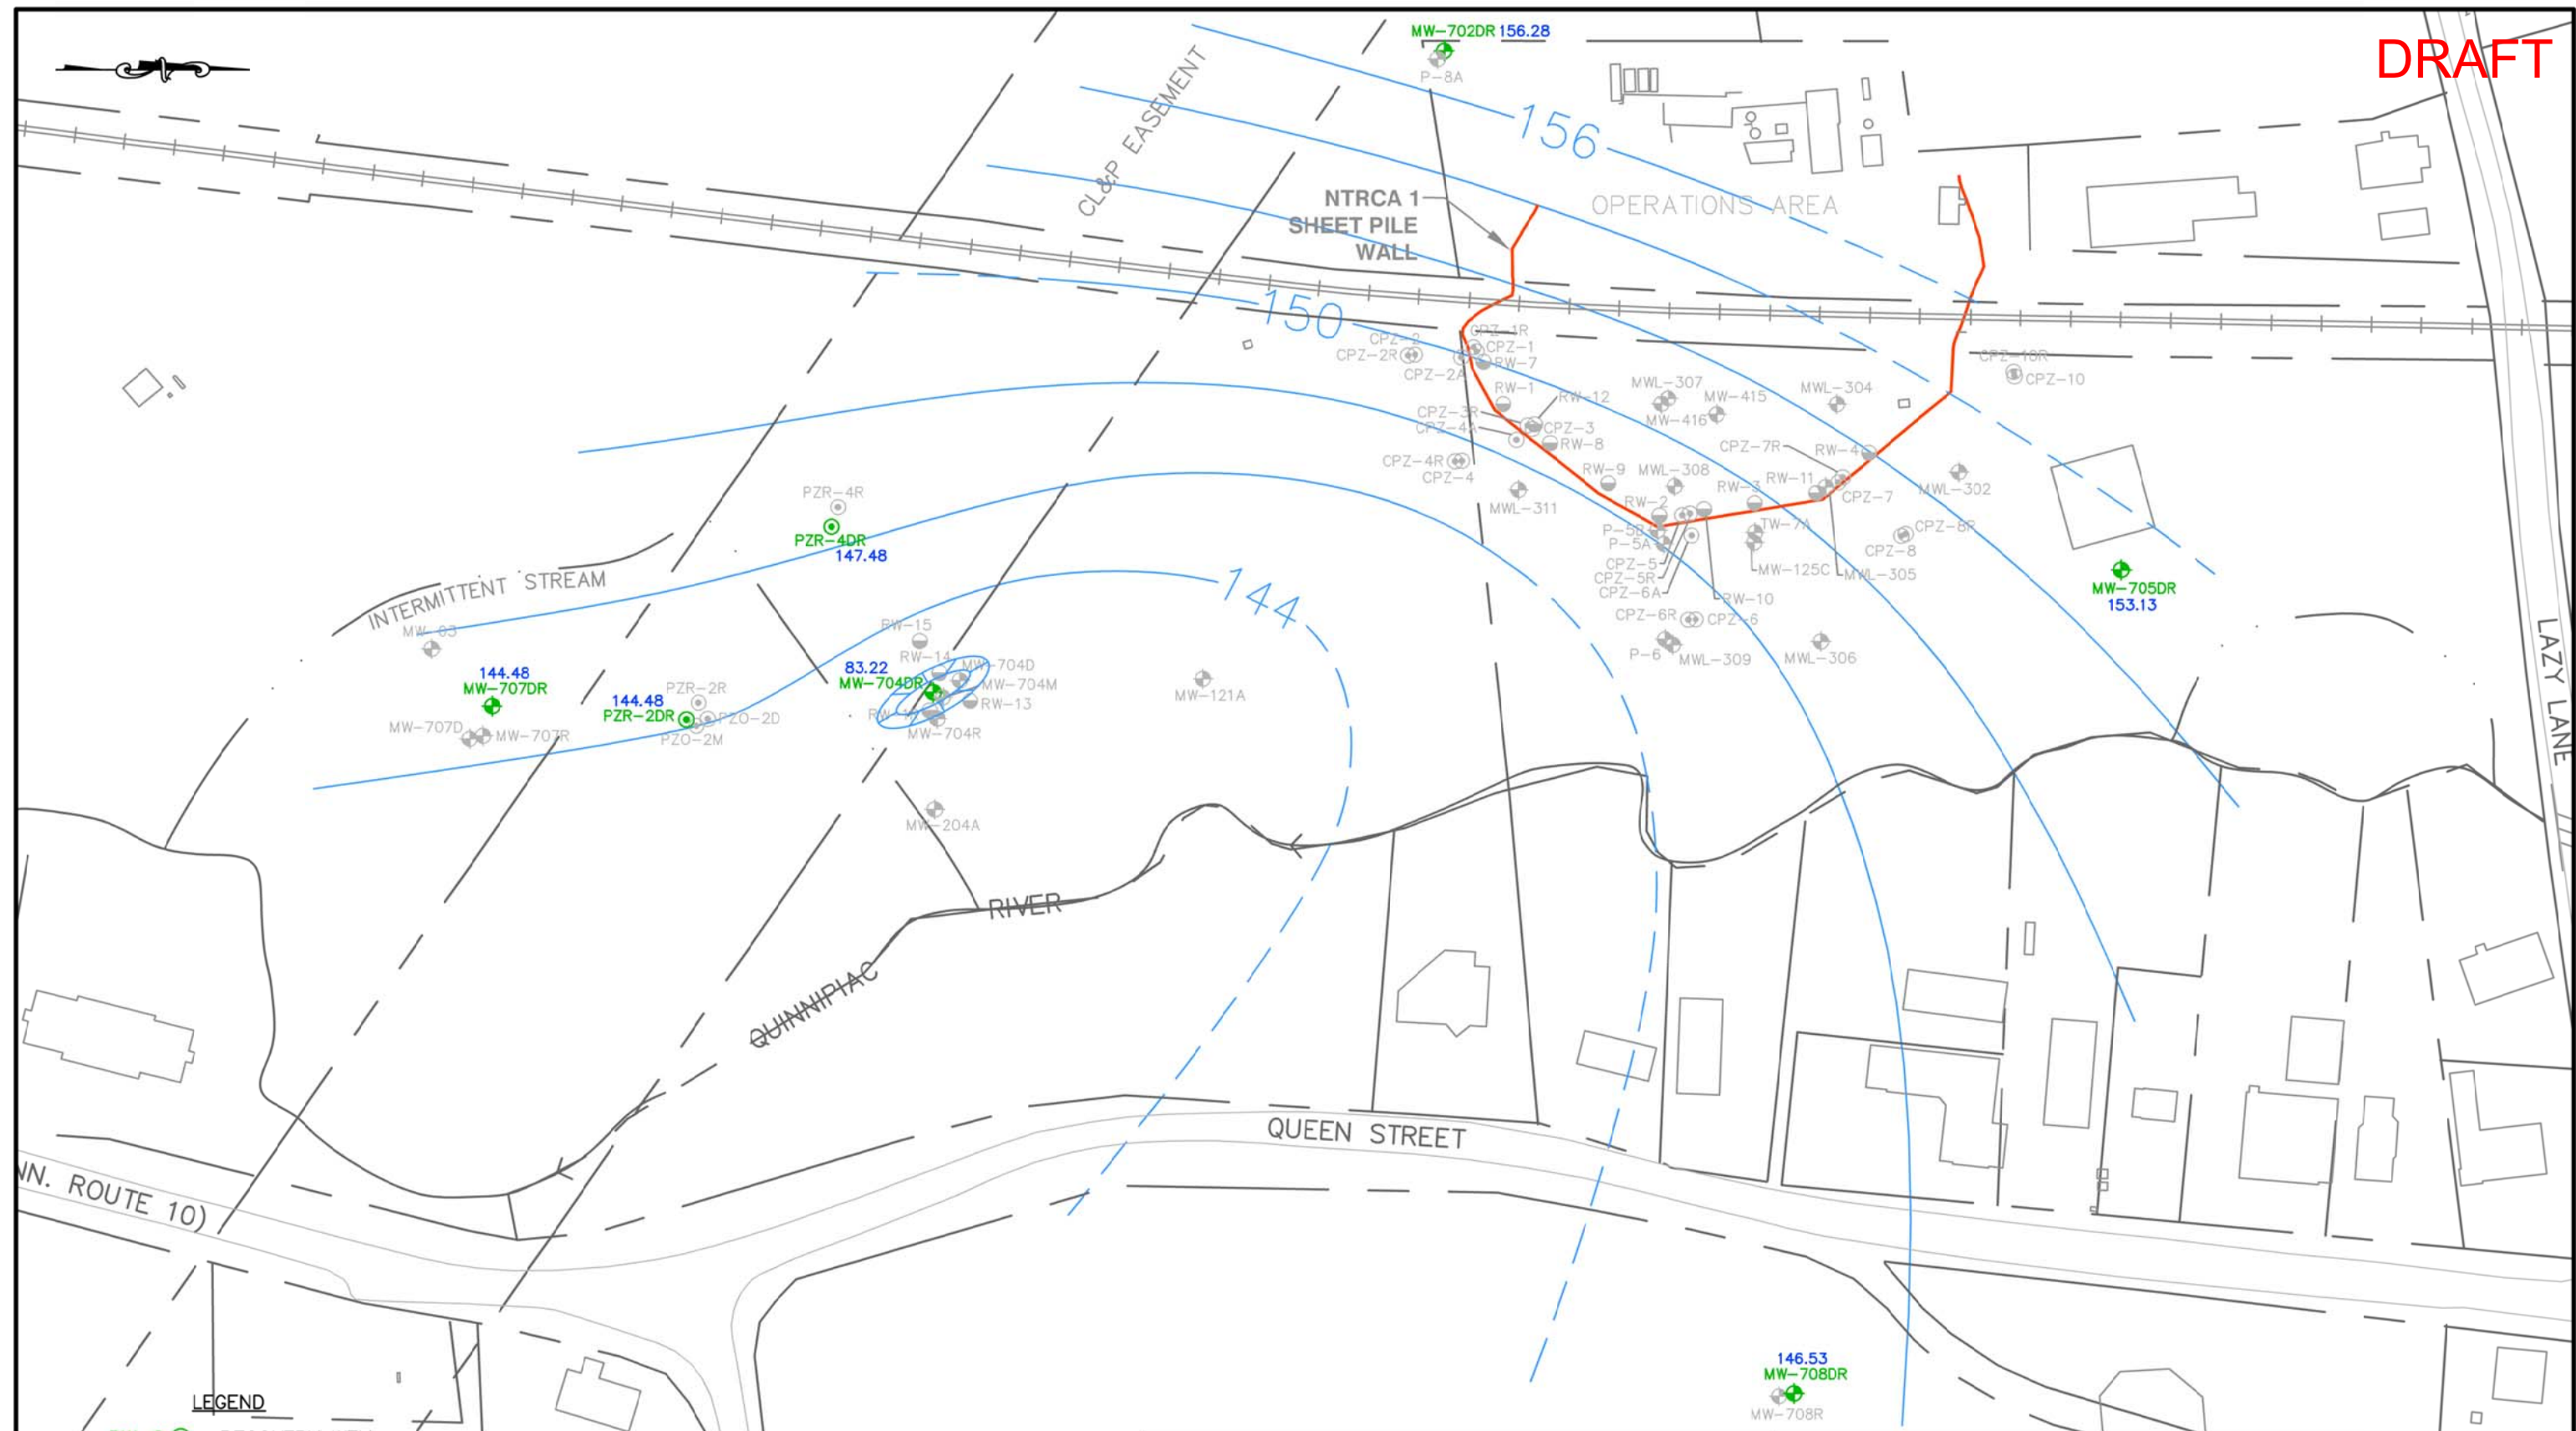 MW-702DR 156.28
P-8A
DRAFT
CL&P EASEMENT
156
NTRCA 1
SHEET PILE
WALL
OPERATIONS AREA
150
CPZ-1R
CPZ-2
CPZ-1
CPZ-2R
RW-7
CPZ-2A
CPZ-10R
CPZ-10
RW-1
MWL-307
MW-415
MWL-304
RW-12
CPZ-3R
MW-416
CPZ-4A
CPZ-3
RW-8
CPZ-7R
RW-4
CPZ-4R
CPZ-4
RW-9
MWL-308
RW-3
RW-11
CPZ-7
MWL-302
MWL-311
RW-2
P-5B
TW-7A
CPZ-8R
P-5A
CPZ-8
CPZ-5
CPZ-5R
MW-125C
MWL-305
CPZ-6A
RW-10
MW-705DR
153.13
PZR-4R
PZR-4DR
147.48
INTERMITTENT STREAM
144
CPZ-6R
CPZ-6
P-6
MWL-309
MWL-306
LAZY LANE
RW-15
RW-14
MW-704D
83.22
MW-704DR
MW-704M
RW-13
MW-704R
144.48
MW-707DR
144.48
PZR-2R
PZR-2DR
PZO-2D
PZO-2M
MW-707D
MW-707R
MW-121A
MW-204A
QUINNIPIAC RIVER
QUEEN STREET
NN. ROUTE 10)
146.53
MW-708DR
MW-708R
LEGEND